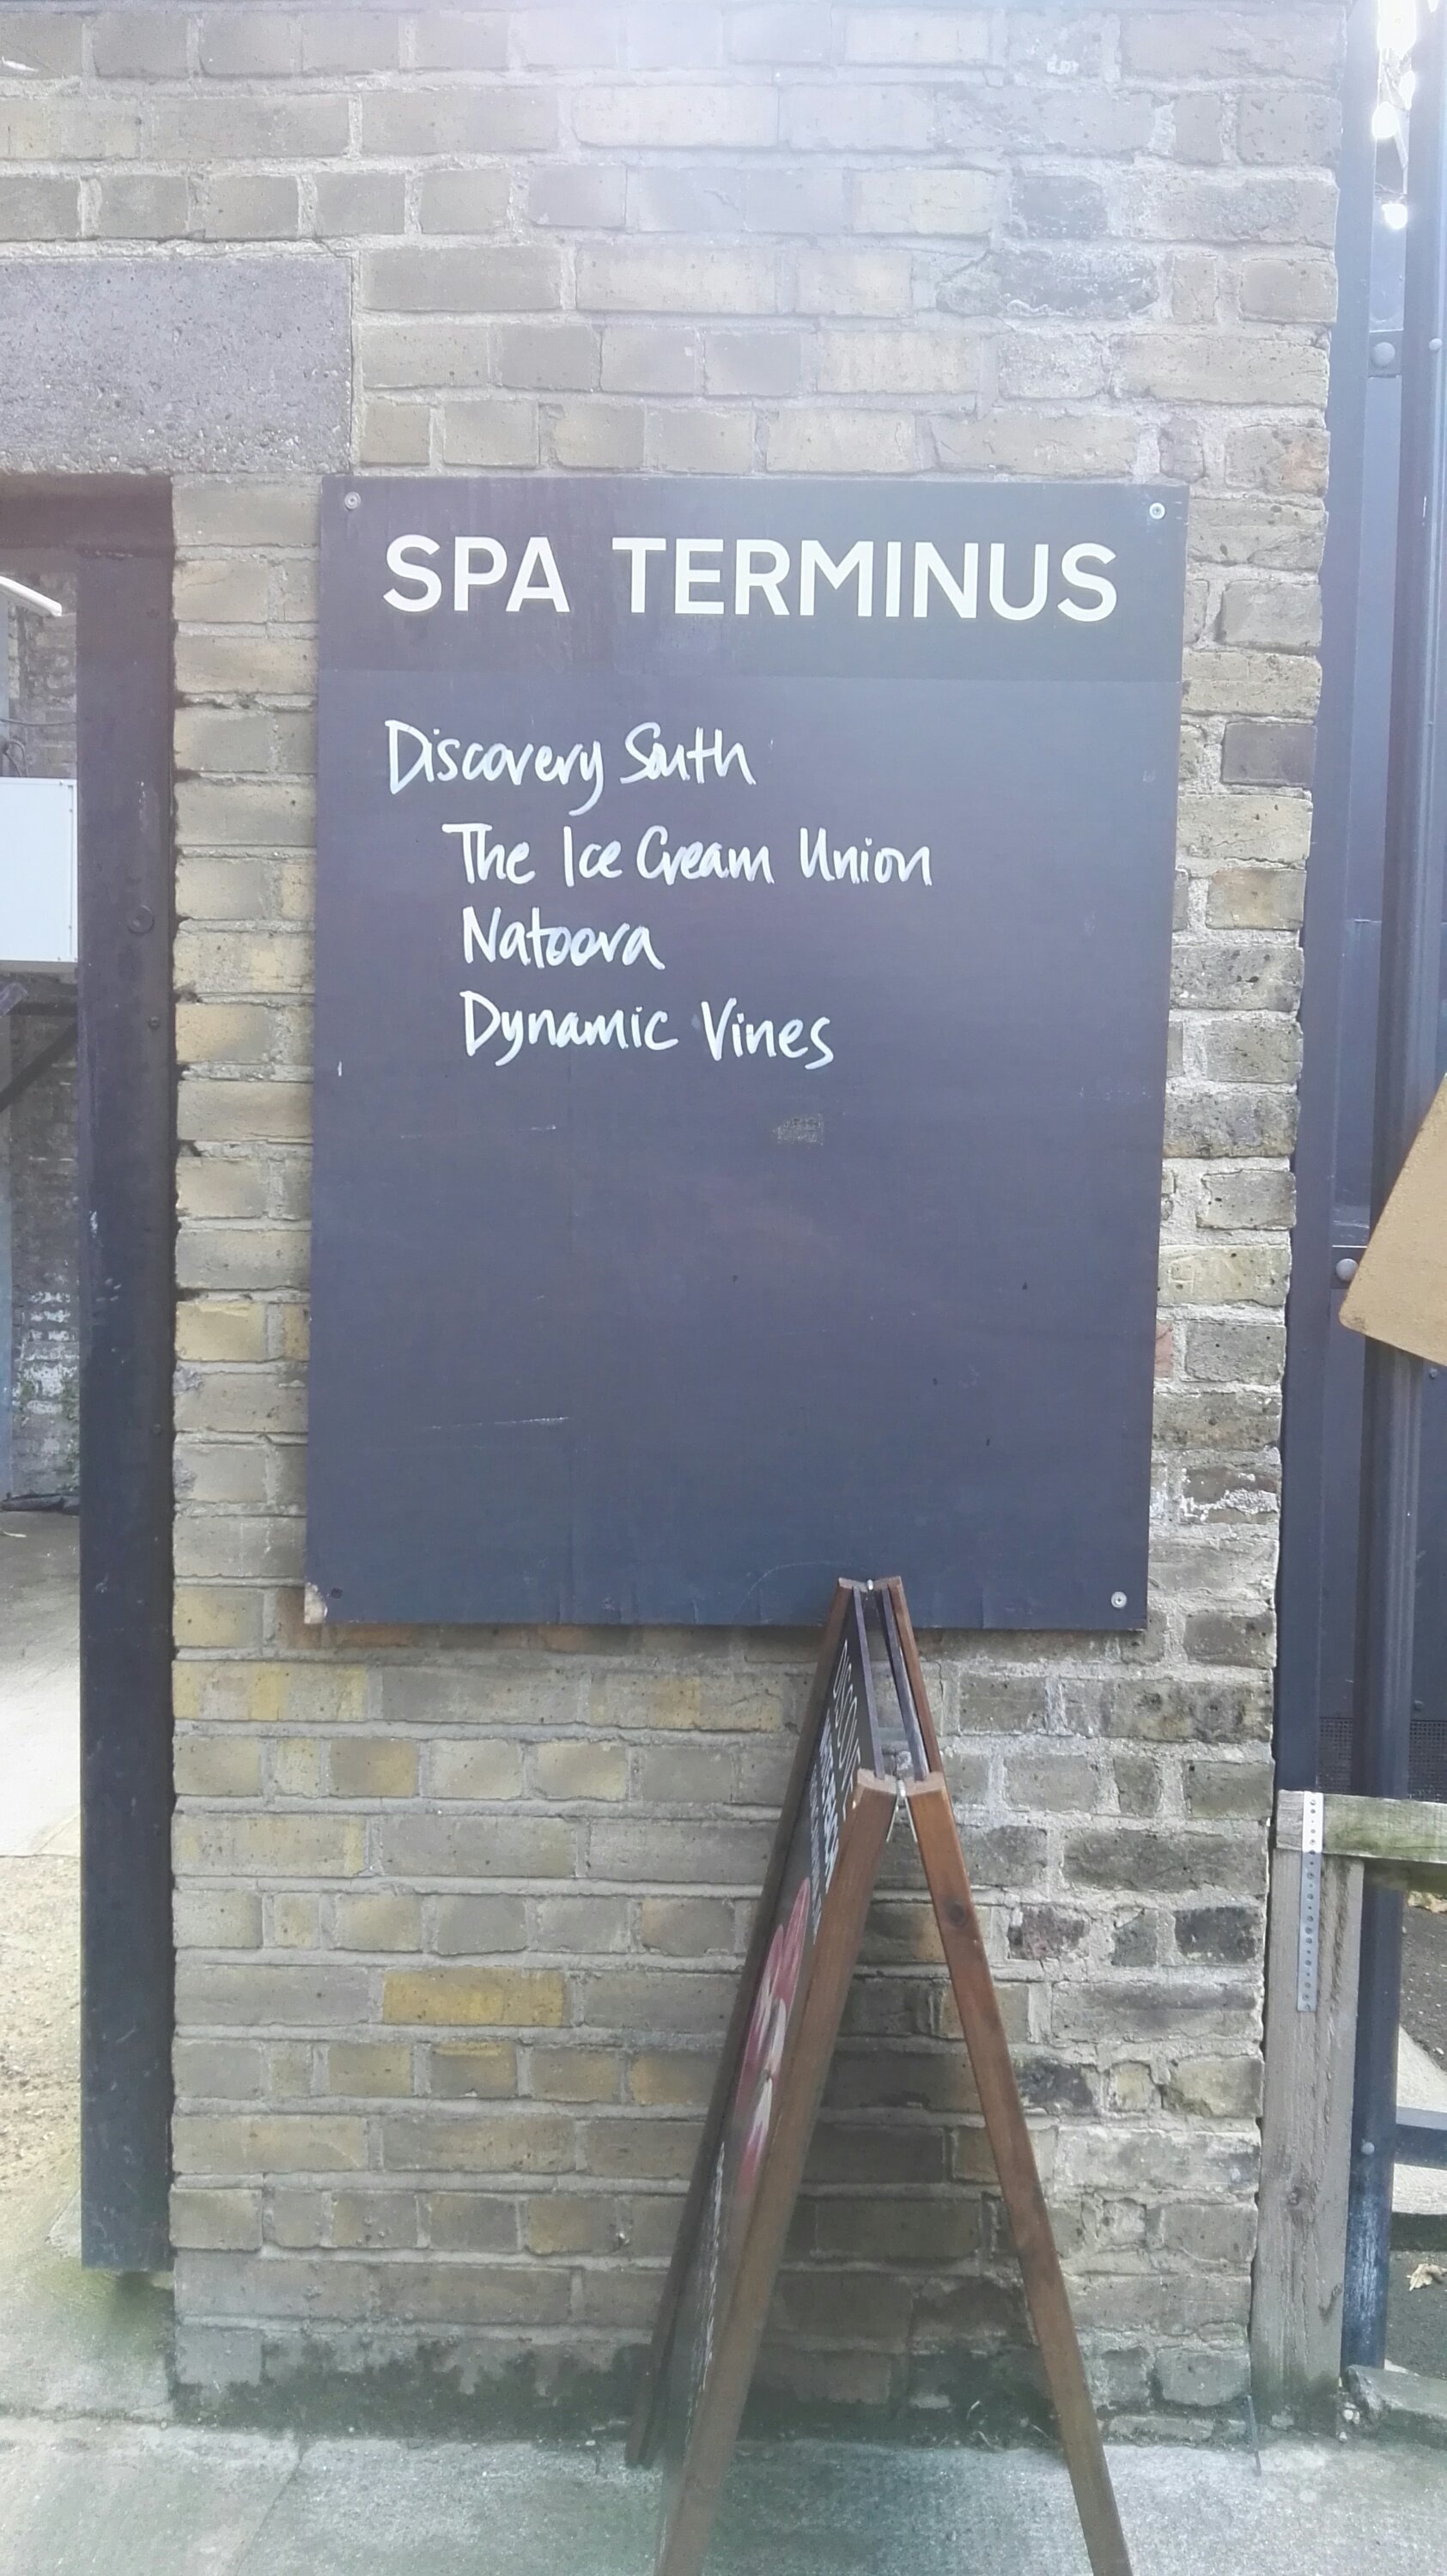 SPA TERMINUS
Discovery South
The Ice Cream Union
Natoora
Dynamic Vines